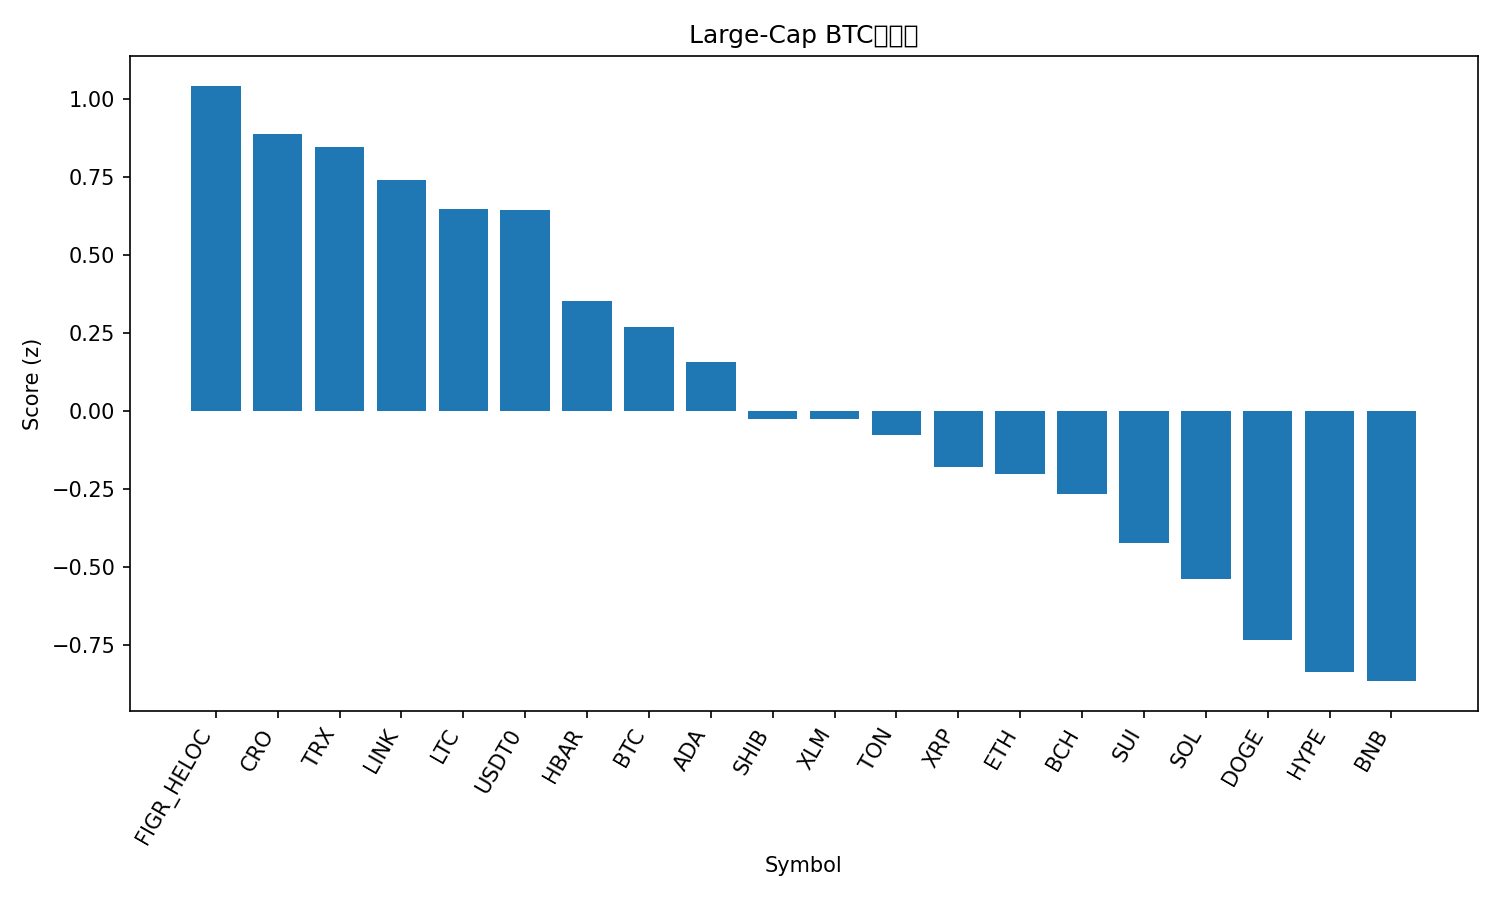 Large-Cap BTC
1.00
0.75
0.50
0.25
0.00
−0.25
−0.50
−0.75
Score (z)
FIGR_HELOC
CRO
TRX
LINK
LTC
USDT0
HBAR
BTC
ADA
SHIB
XLM
TON
XRP
ETH
BCH
SUI
SOL
DOGE
HYPE
BNB
Symbol